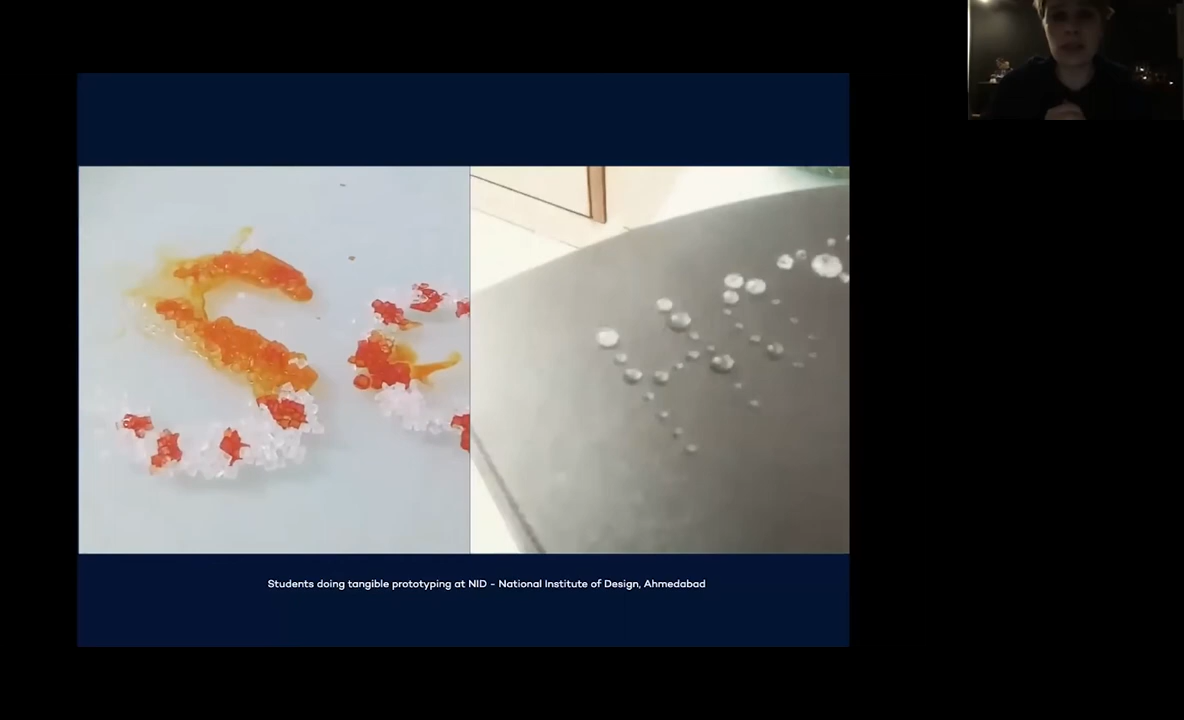 Students doing tangible prototyping at NID - National Institute of Design, Ahmedabad